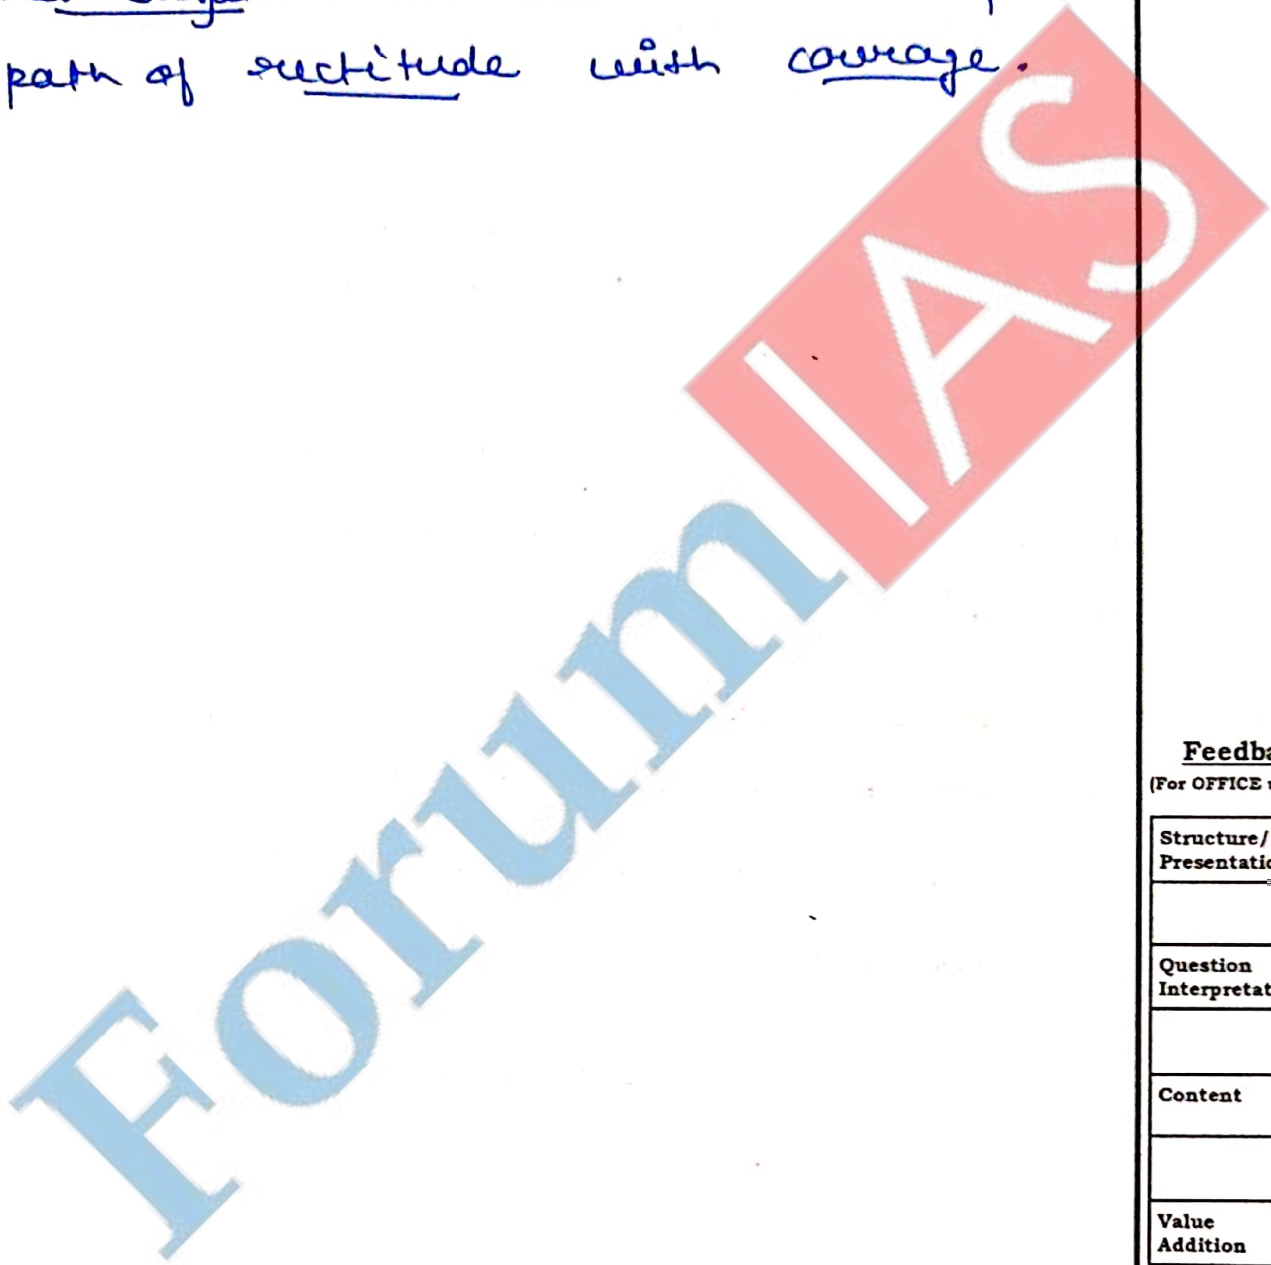 path of rectitude with courage.
ForumIAS
Feedba
(For OFFICE
Structure/
Presentatio
Question
Interpretat
Content
Value
Addition